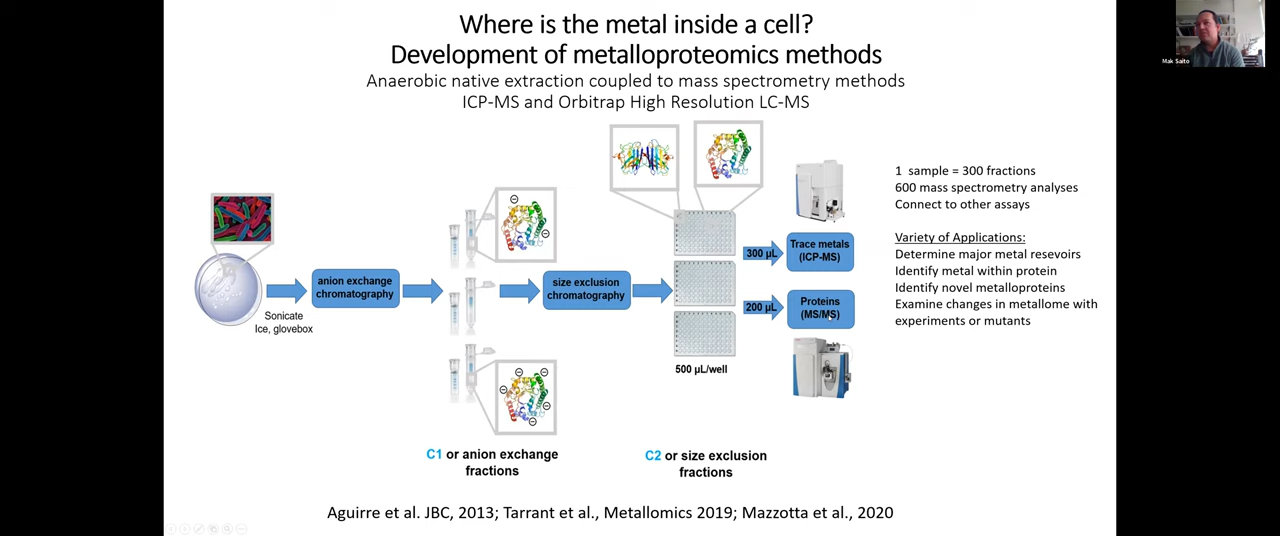 Where is the metal inside a cell?
Development of metalloproteomics methods
Anaerobic native extraction coupled to mass spectrometry methods
ICP-MS and Orbitrap High Resolution LC-MS
Mak Saito
1 sample = 300 fractions
600 mass spectrometry analyses
Connect to other assays
Variety of Applications:
Determine major metal resevoirs
Identify metal within protein
Identify novel metalloproteins
Examine changes in metallome with
experiments or mutants
Sonicate
Ice, glovebox
anion exchange
chromatography
size exclusion
chromatography
300 µL
Trace metals
(ICP-MS)
200 µL
Proteins
(MS/MS)
500 µL/well
C1 or anion exchange
fractions
C2 or size exclusion
fractions
Aguirre et al. JBC, 2013; Tarrant et al., Metallomics 2019; Mazzotta et al., 2020